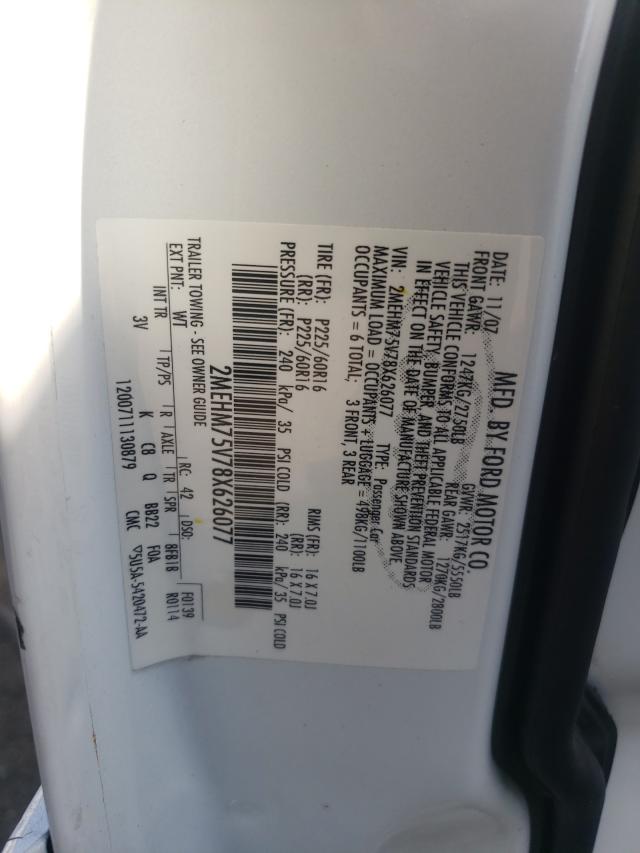 MFD. BY FORD MOTOR CO.
DATE: 11/07 GVWR: 2517KG/5550LB
FRONT GAWR: 1248KG/2750LB REAR GAWR: 1270KG/2800LB
THIS VEHICLE CONFORMS TO ALL APPLICABLE FEDERAL MOTOR
VEHICLE SAFETY, BUMPER, AND THEFT PREVENTION STANDARDS
IN EFFECT ON THE DATE OF MANUFACTURE SHOWN ABOVE.
VIN: 2MEHM75V78X626077 TYPE: Passenger Car
MAXIMUM LOAD = OCCUPANTS + LUGGAGE = 498KG/1100LB
OCCUPANTS = 6 TOTAL; 3 FRONT, 3 REAR
TIRE (FR): P225/60R16 RIMS (FR): 16 X 7.0J
(RR): P225/60R16 (RR): 16 X 7.0J
PRESSURE (FR): 240 kPa/ 35 PSI COLD (RR): 240 kPa/ 35 PSI COLD
2MEHM75V78X626077
TRAILER TOWING - SEE OWNER GUIDE F0139
EXT PNT: WT RC: 42 DSO: R0114
INT TR TP/PS R AXLE TR SPR 8FB18
3V K CB Q BB22 FDA
1200711130879 CMC ▽5U5A-5420472-AA